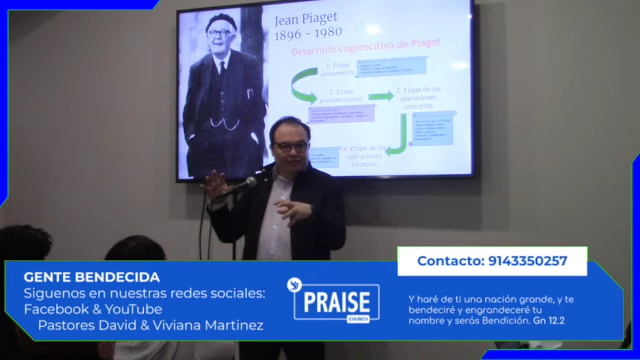 Jean Piaget
1896 - 1980
Desarrollo cognoscitivo de Piaget
1. Etapa
sensomotriz
2. Etapa
preoperacional
3. Etapa de las
operaciones
concretas
4. Etapa de las
operaciones
formales
GENTE BENDECIDA
Siguenos en nuestras redes sociales:
Facebook & YouTube
Pastores David & Viviana Martinez
PRAISE
CHURCH
Contacto: 9143350257
Y haré de ti una nación grande, y te
bendeciré y engrandeceré tu
nombre y serás Bendición. Gn 12.2